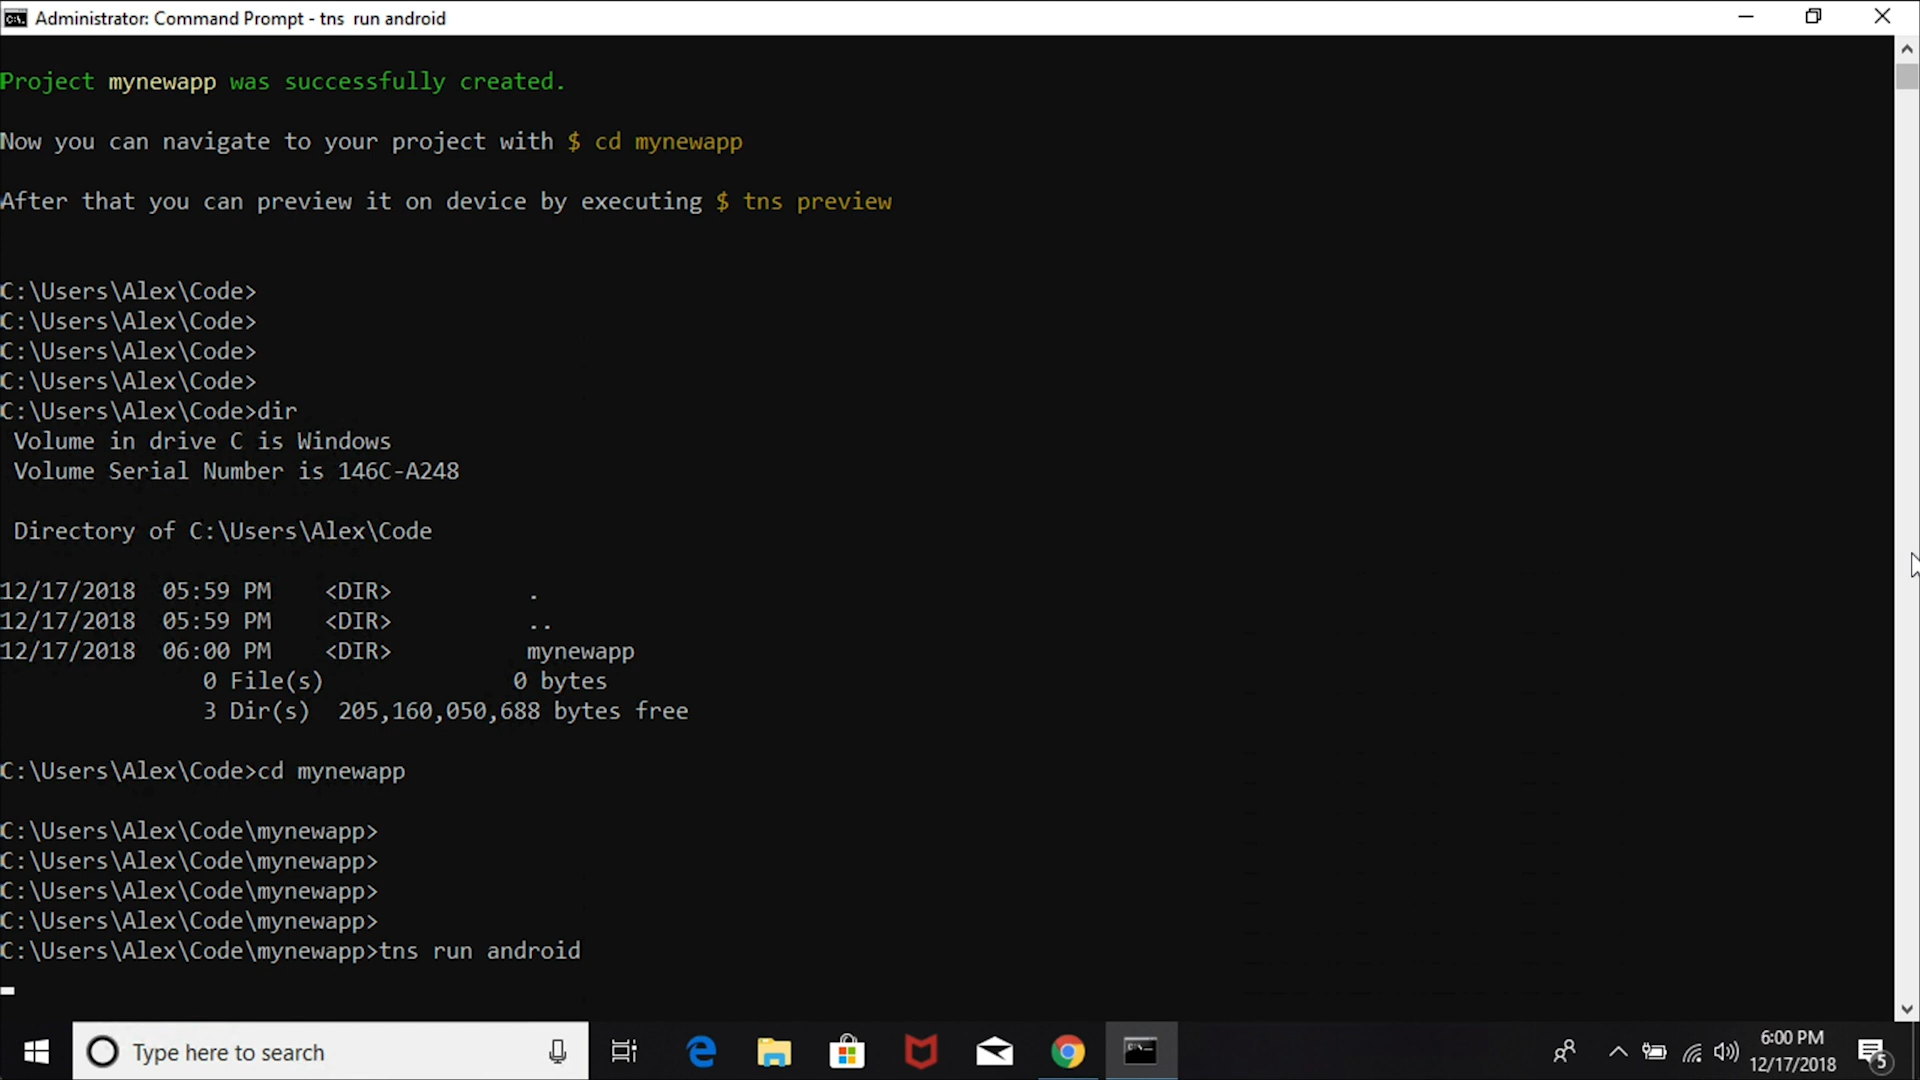 Administrator: Command Prompt - tns  run android
Project mynewapp was successfully created.
Now you can navigate to your project with $ cd mynewapp
After that you can preview it on device by executing $ tns preview
C:\Users\Alex\Code>
C:\Users\Alex\Code>
C:\Users\Alex\Code>
C:\Users\Alex\Code>
C:\Users\Alex\Code>dir
 Volume in drive C is Windows
 Volume Serial Number is 146C-A248
 Directory of C:\Users\Alex\Code
12/17/2018  05:59 PM    <DIR>          .
12/17/2018  05:59 PM    <DIR>          ..
12/17/2018  06:00 PM    <DIR>          mynewapp
               0 File(s)              0 bytes
               3 Dir(s)  205,160,050,688 bytes free
C:\Users\Alex\Code>cd mynewapp
C:\Users\Alex\Code\mynewapp>
C:\Users\Alex\Code\mynewapp>
C:\Users\Alex\Code\mynewapp>
C:\Users\Alex\Code\mynewapp>
C:\Users\Alex\Code\mynewapp>tns run android
Type here to search
6:00 PM
12/17/2018
5